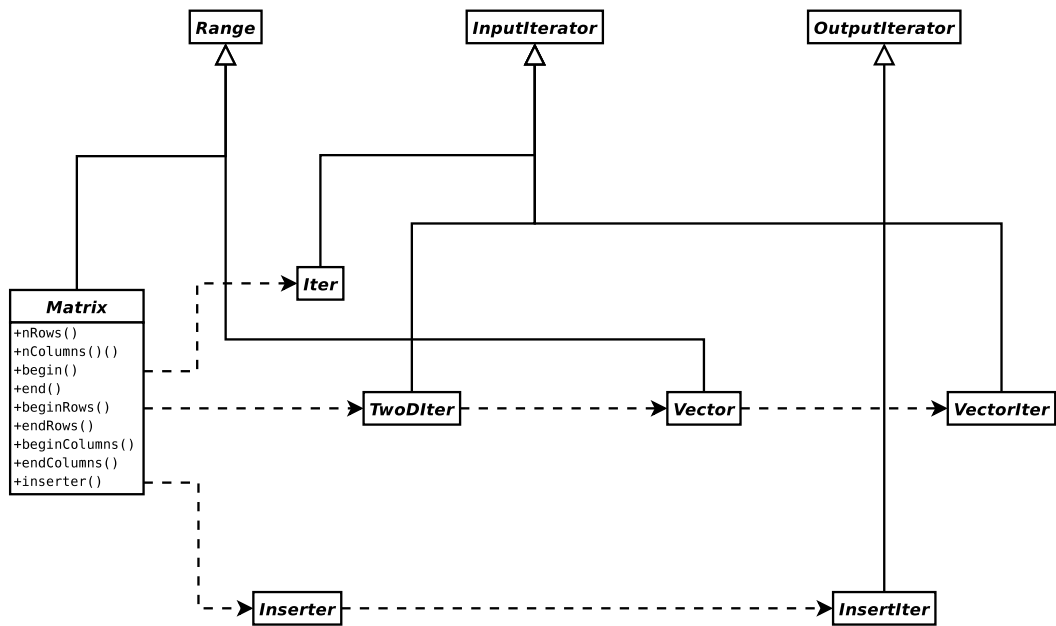 Range
InputIterator
OutputIterator
Iter
Matrix
+nRows()
+nColumns()()
+begin()
+end()
+beginRows()
+endRows()
+beginColumns()
+endColumns()
+inserter()
TwoDIter
Vector
VectorIter
Inserter
InsertIter